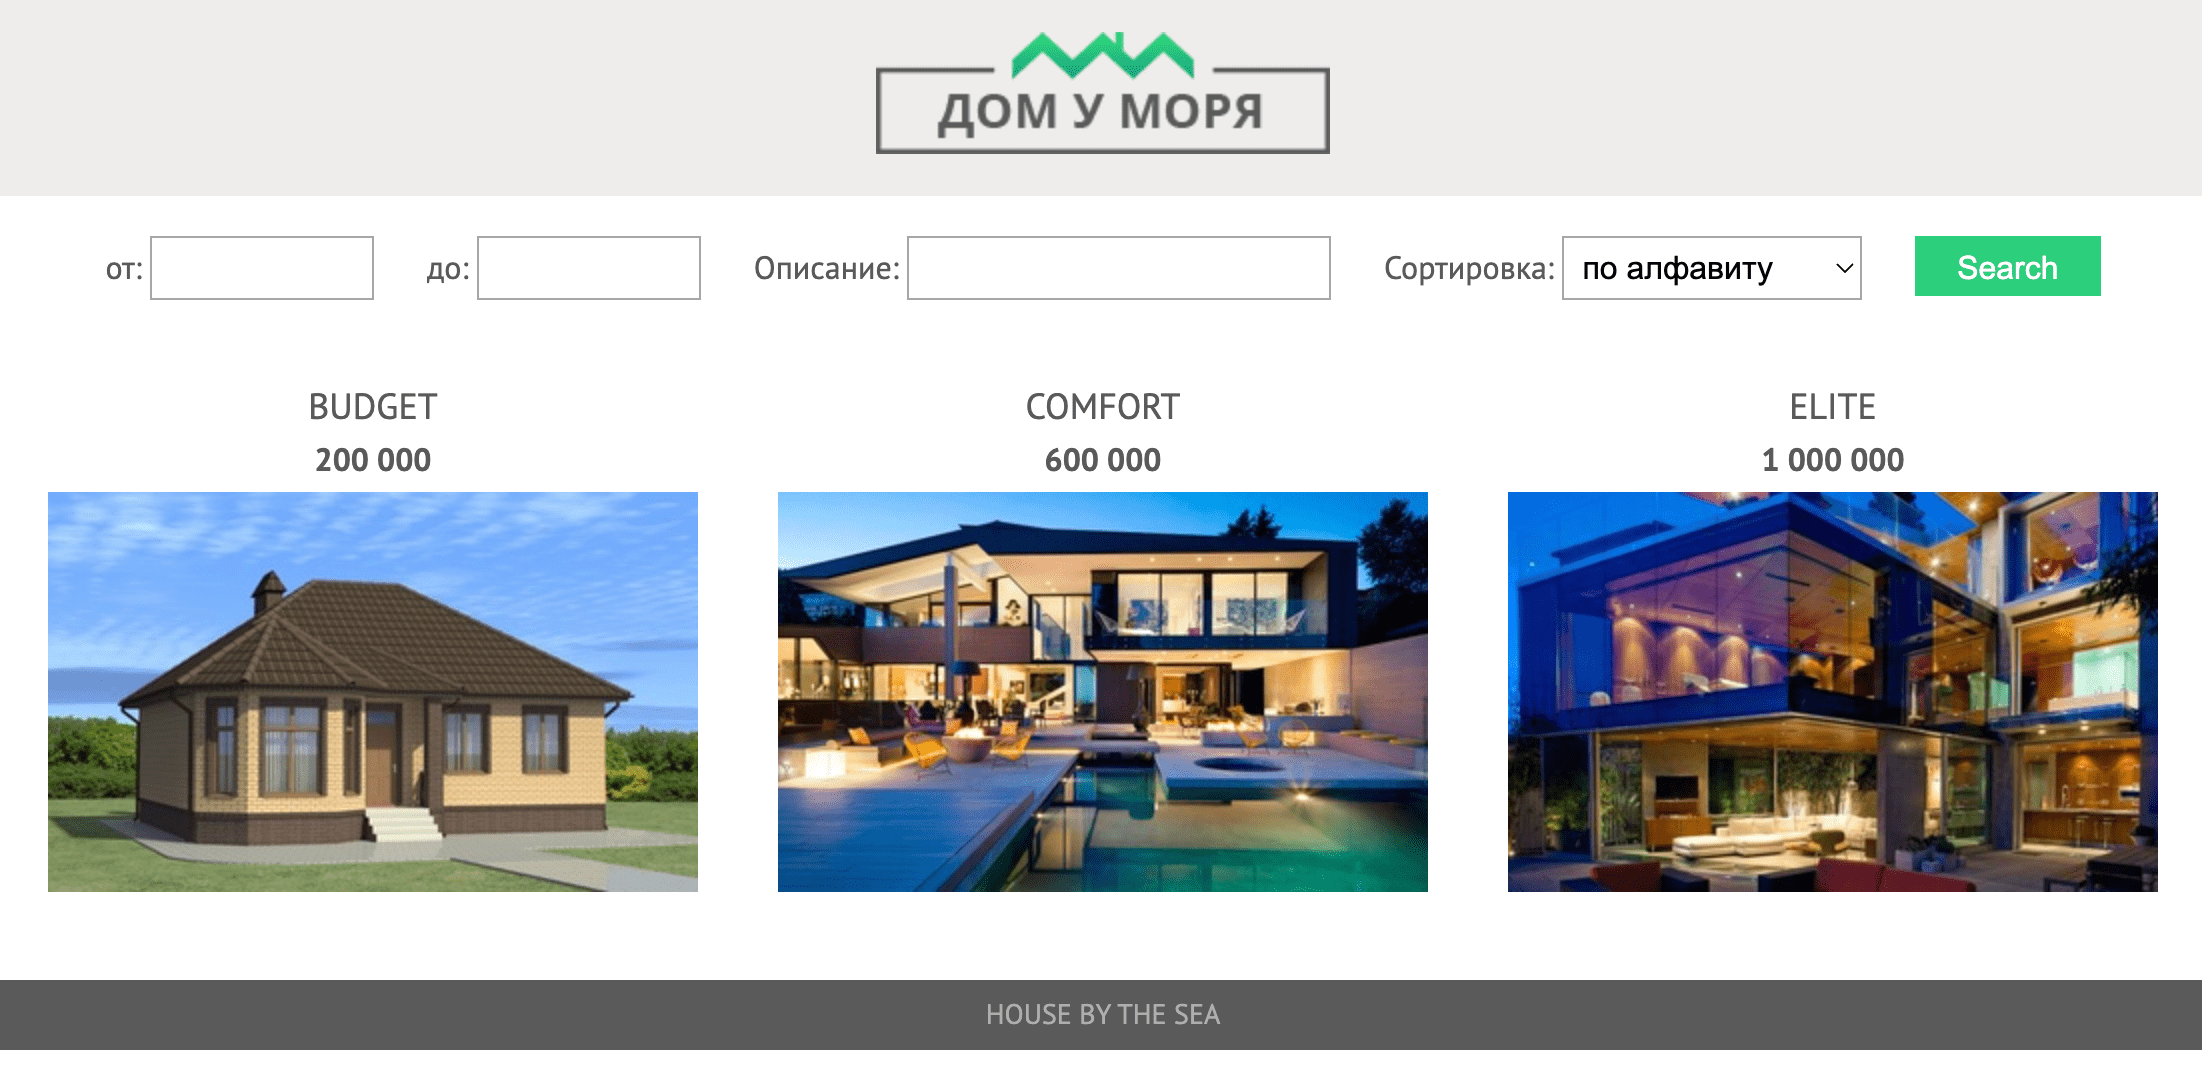 ДОМ У МОРЯ
от: до: Описание: Сортировка: по алфавиту Search
BUDGET COMFORT ELITE
200 000 600 000 1 000 000
HOUSE BY THE SEA